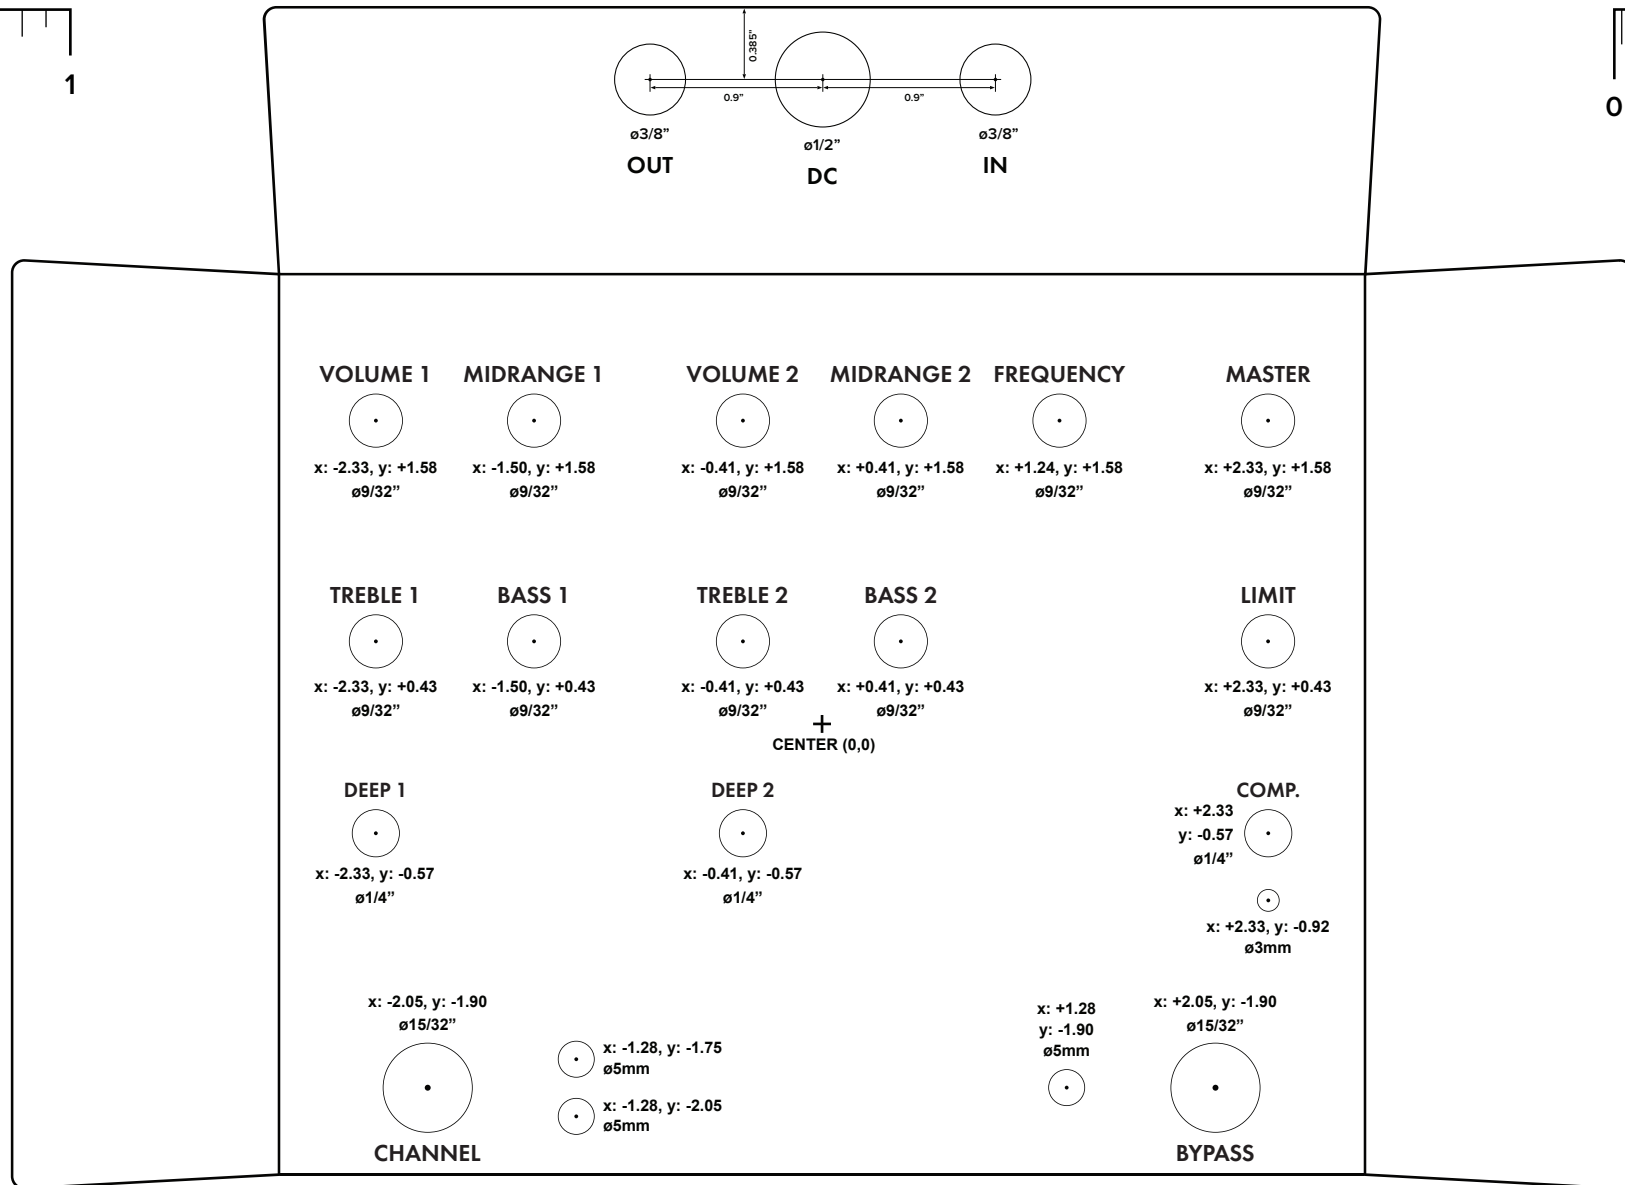 1
0
0.385”
0.9”
0.9”
ø3/8”
ø1/2”
ø3/8”
OUT
DC
IN
VOLUME 1
MIDRANGE 1
VOLUME 2
MIDRANGE 2
FREQUENCY
MASTER
x: -2.33, y: +1.58
x: -1.50, y: +1.58
x: -0.41, y: +1.58
x: +0.41, y: +1.58
x: +1.24, y: +1.58
x: +2.33, y: +1.58
ø9/32”
ø9/32”
ø9/32”
ø9/32”
ø9/32”
ø9/32”
TREBLE 1
BASS 1
TREBLE 2
BASS 2
LIMIT
x: -2.33, y: +0.43
x: -1.50, y: +0.43
x: -0.41, y: +0.43
x: +0.41, y: +0.43
x: +2.33, y: +0.43
ø9/32”
ø9/32”
ø9/32”
ø9/32”
ø9/32”
CENTER (0,0)
DEEP 1
DEEP 2
COMP.
x: +2.33
y: -0.57
ø1/4”
x: -2.33, y: -0.57
x: -0.41, y: -0.57
ø1/4”
ø1/4”
x: +2.33, y: -0.92
ø3mm
x: -2.05, y: -1.90
ø15/32”
x: -1.28, y: -1.75
ø5mm
x: -1.28, y: -2.05
ø5mm
x: +1.28
y: -1.90
ø5mm
x: +2.05, y: -1.90
ø15/32”
CHANNEL
BYPASS